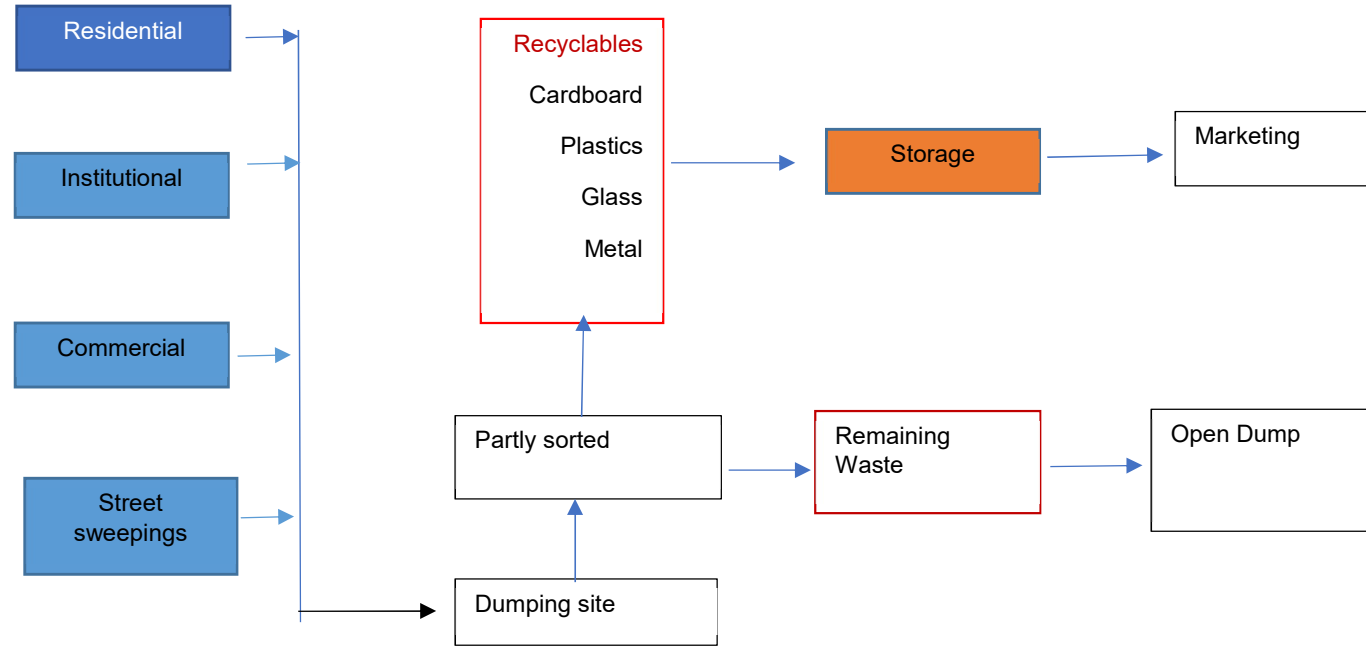 Residential
Institutional
Commercial
Street
sweepings
Recyclables
Cardboard
Plastics
Glass
Metal
Storage
Marketing
Partly sorted
Remaining
Waste
Open Dump
Dumping site